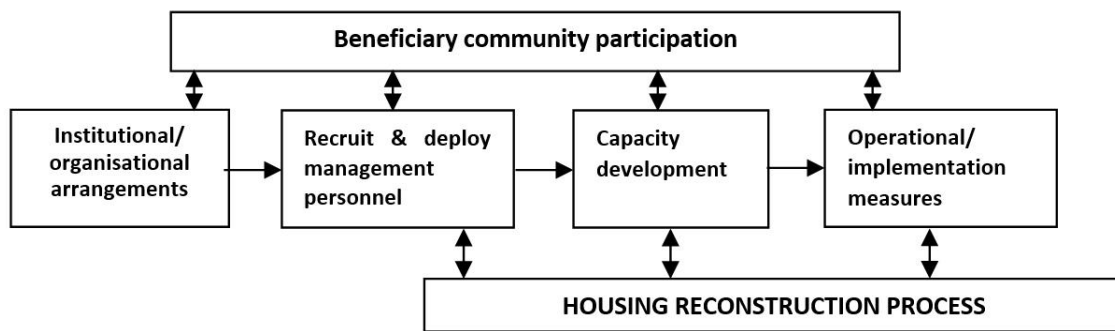 Beneficiary community participation
Institutional/
organisational
arrangements
Recruit & deploy
management
personnel
Capacity
development
Operational/
implementation
measures
HOUSING RECONSTRUCTION PROCESS